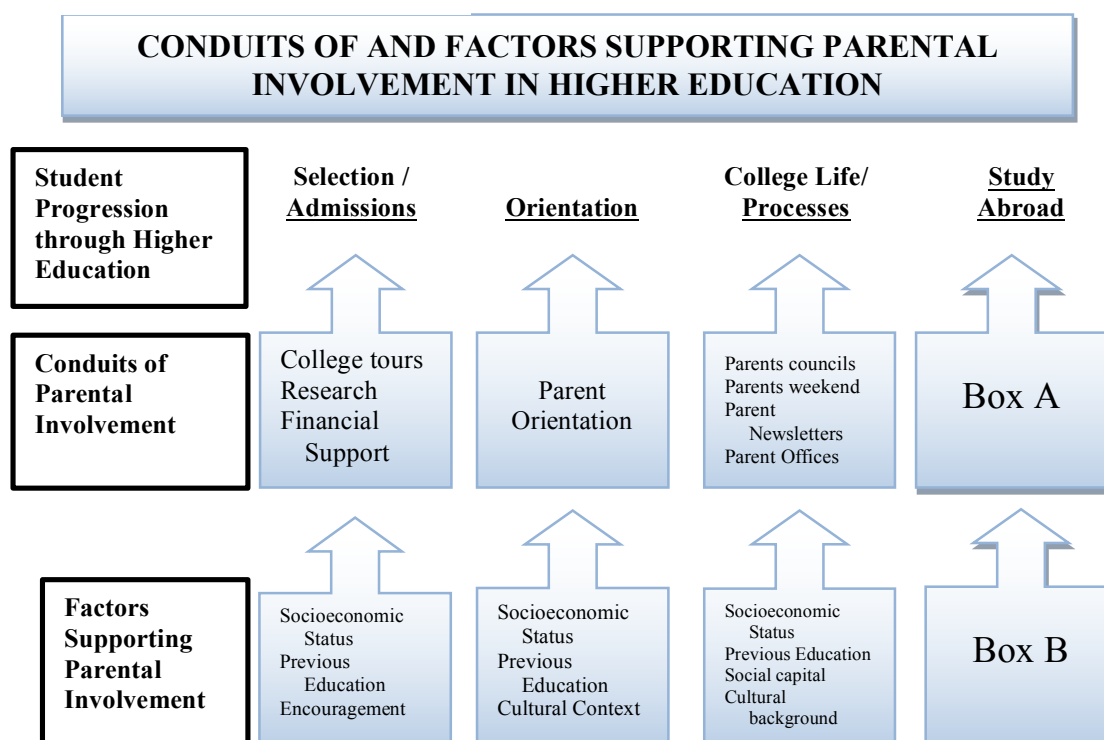 CONDUITS OF AND FACTORS SUPPORTING PARENTAL
INVOLVEMENT IN HIGHER EDUCATION
Student
Progression
through Higher
Education
Selection /
Admissions
Orientation
College Life/
Processes
Study
Abroad
Conduits of
Parental
Involvement
College tours
Research
Financial
Support
Parent
Orientation
Parents councils
Parents weekend
Parent
Newsletters
Parent Offices
Box A
Factors
Supporting
Parental
Involvement
Socioeconomic
Status
Previous
Education
Encouragement
Socioeconomic
Status
Previous
Education
Cultural Context
Socioeconomic
Status
Previous Education
Social capital
Cultural
background
Box B